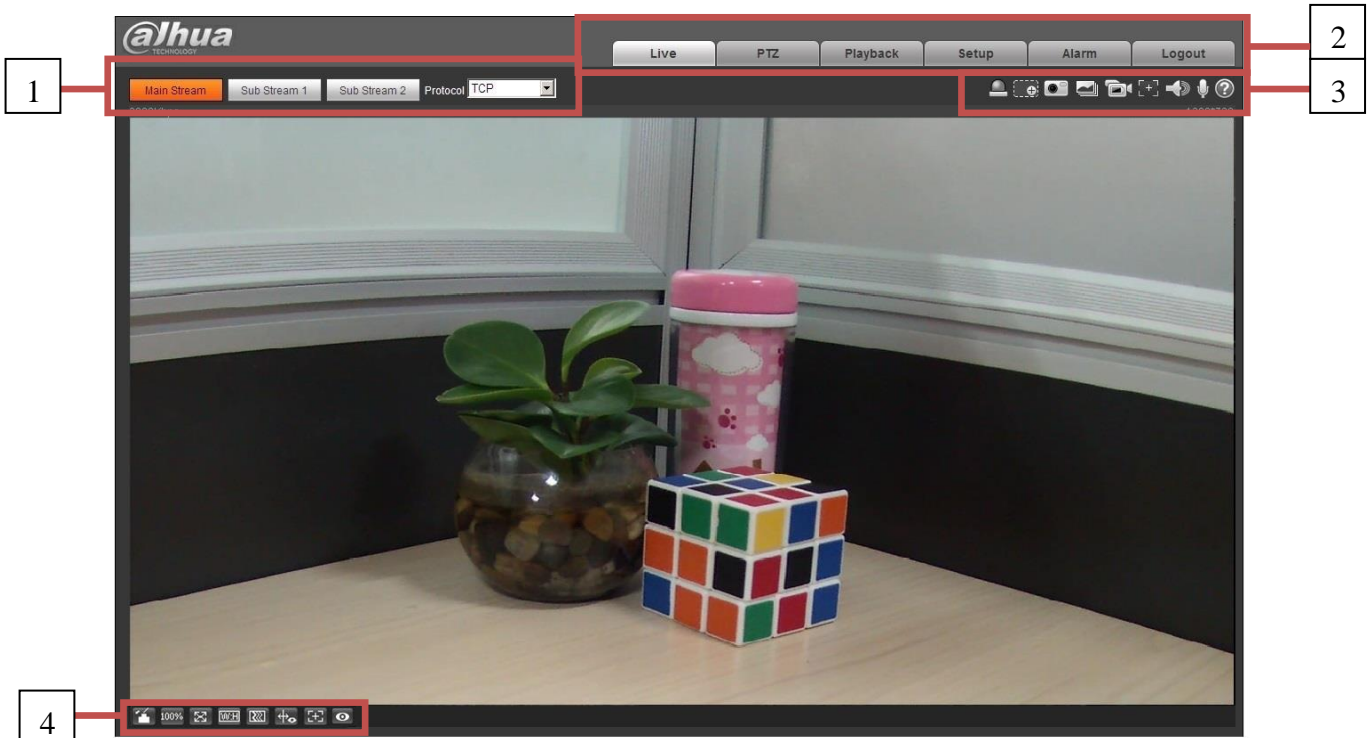 alhua
TECHNOLOGY
2
Live PTZ Playback Setup Alarm Logout
1
Main Stream Sub Stream 1 Sub Stream 2 Protocol TCP
3
4
100% W:H